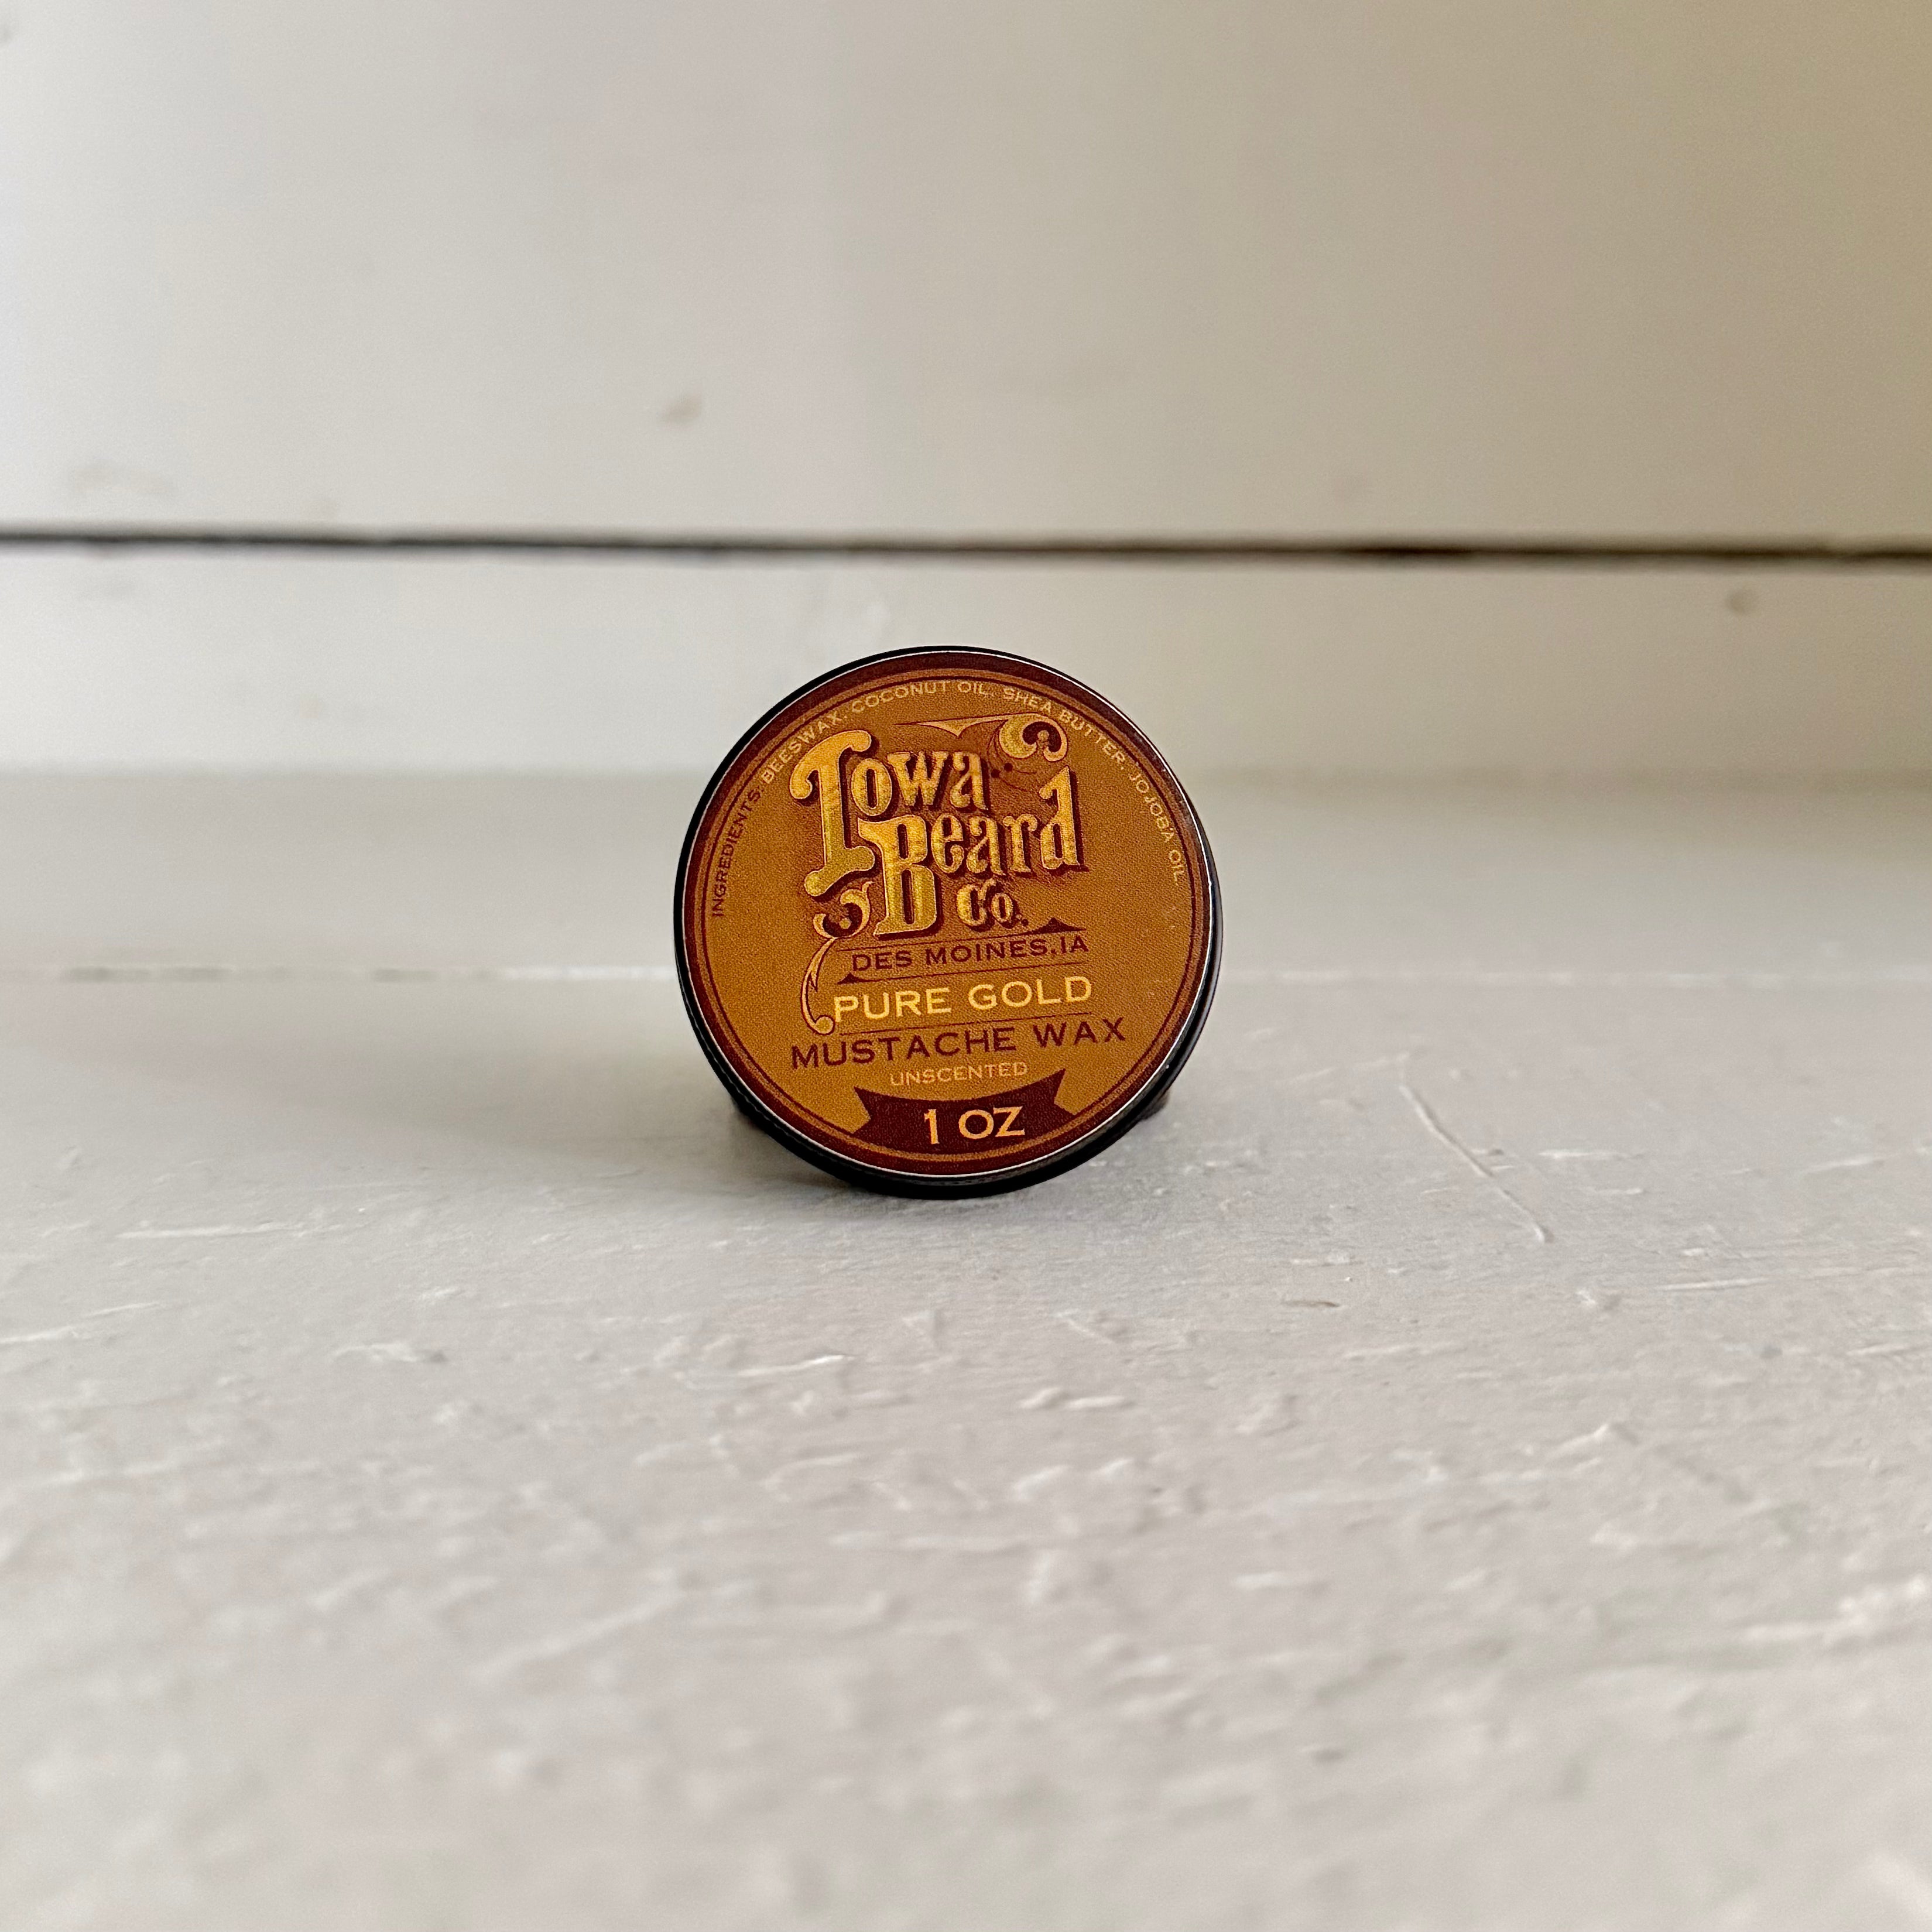 INGREDIENTS: BEESWAX, COCONUT OIL, SHEA BUTTER, JOJOBA OIL
Iowa
Beard
Co.
DES MOINES, IA
PURE GOLD
MUSTACHE WAX
UNSCENTED
1 OZ